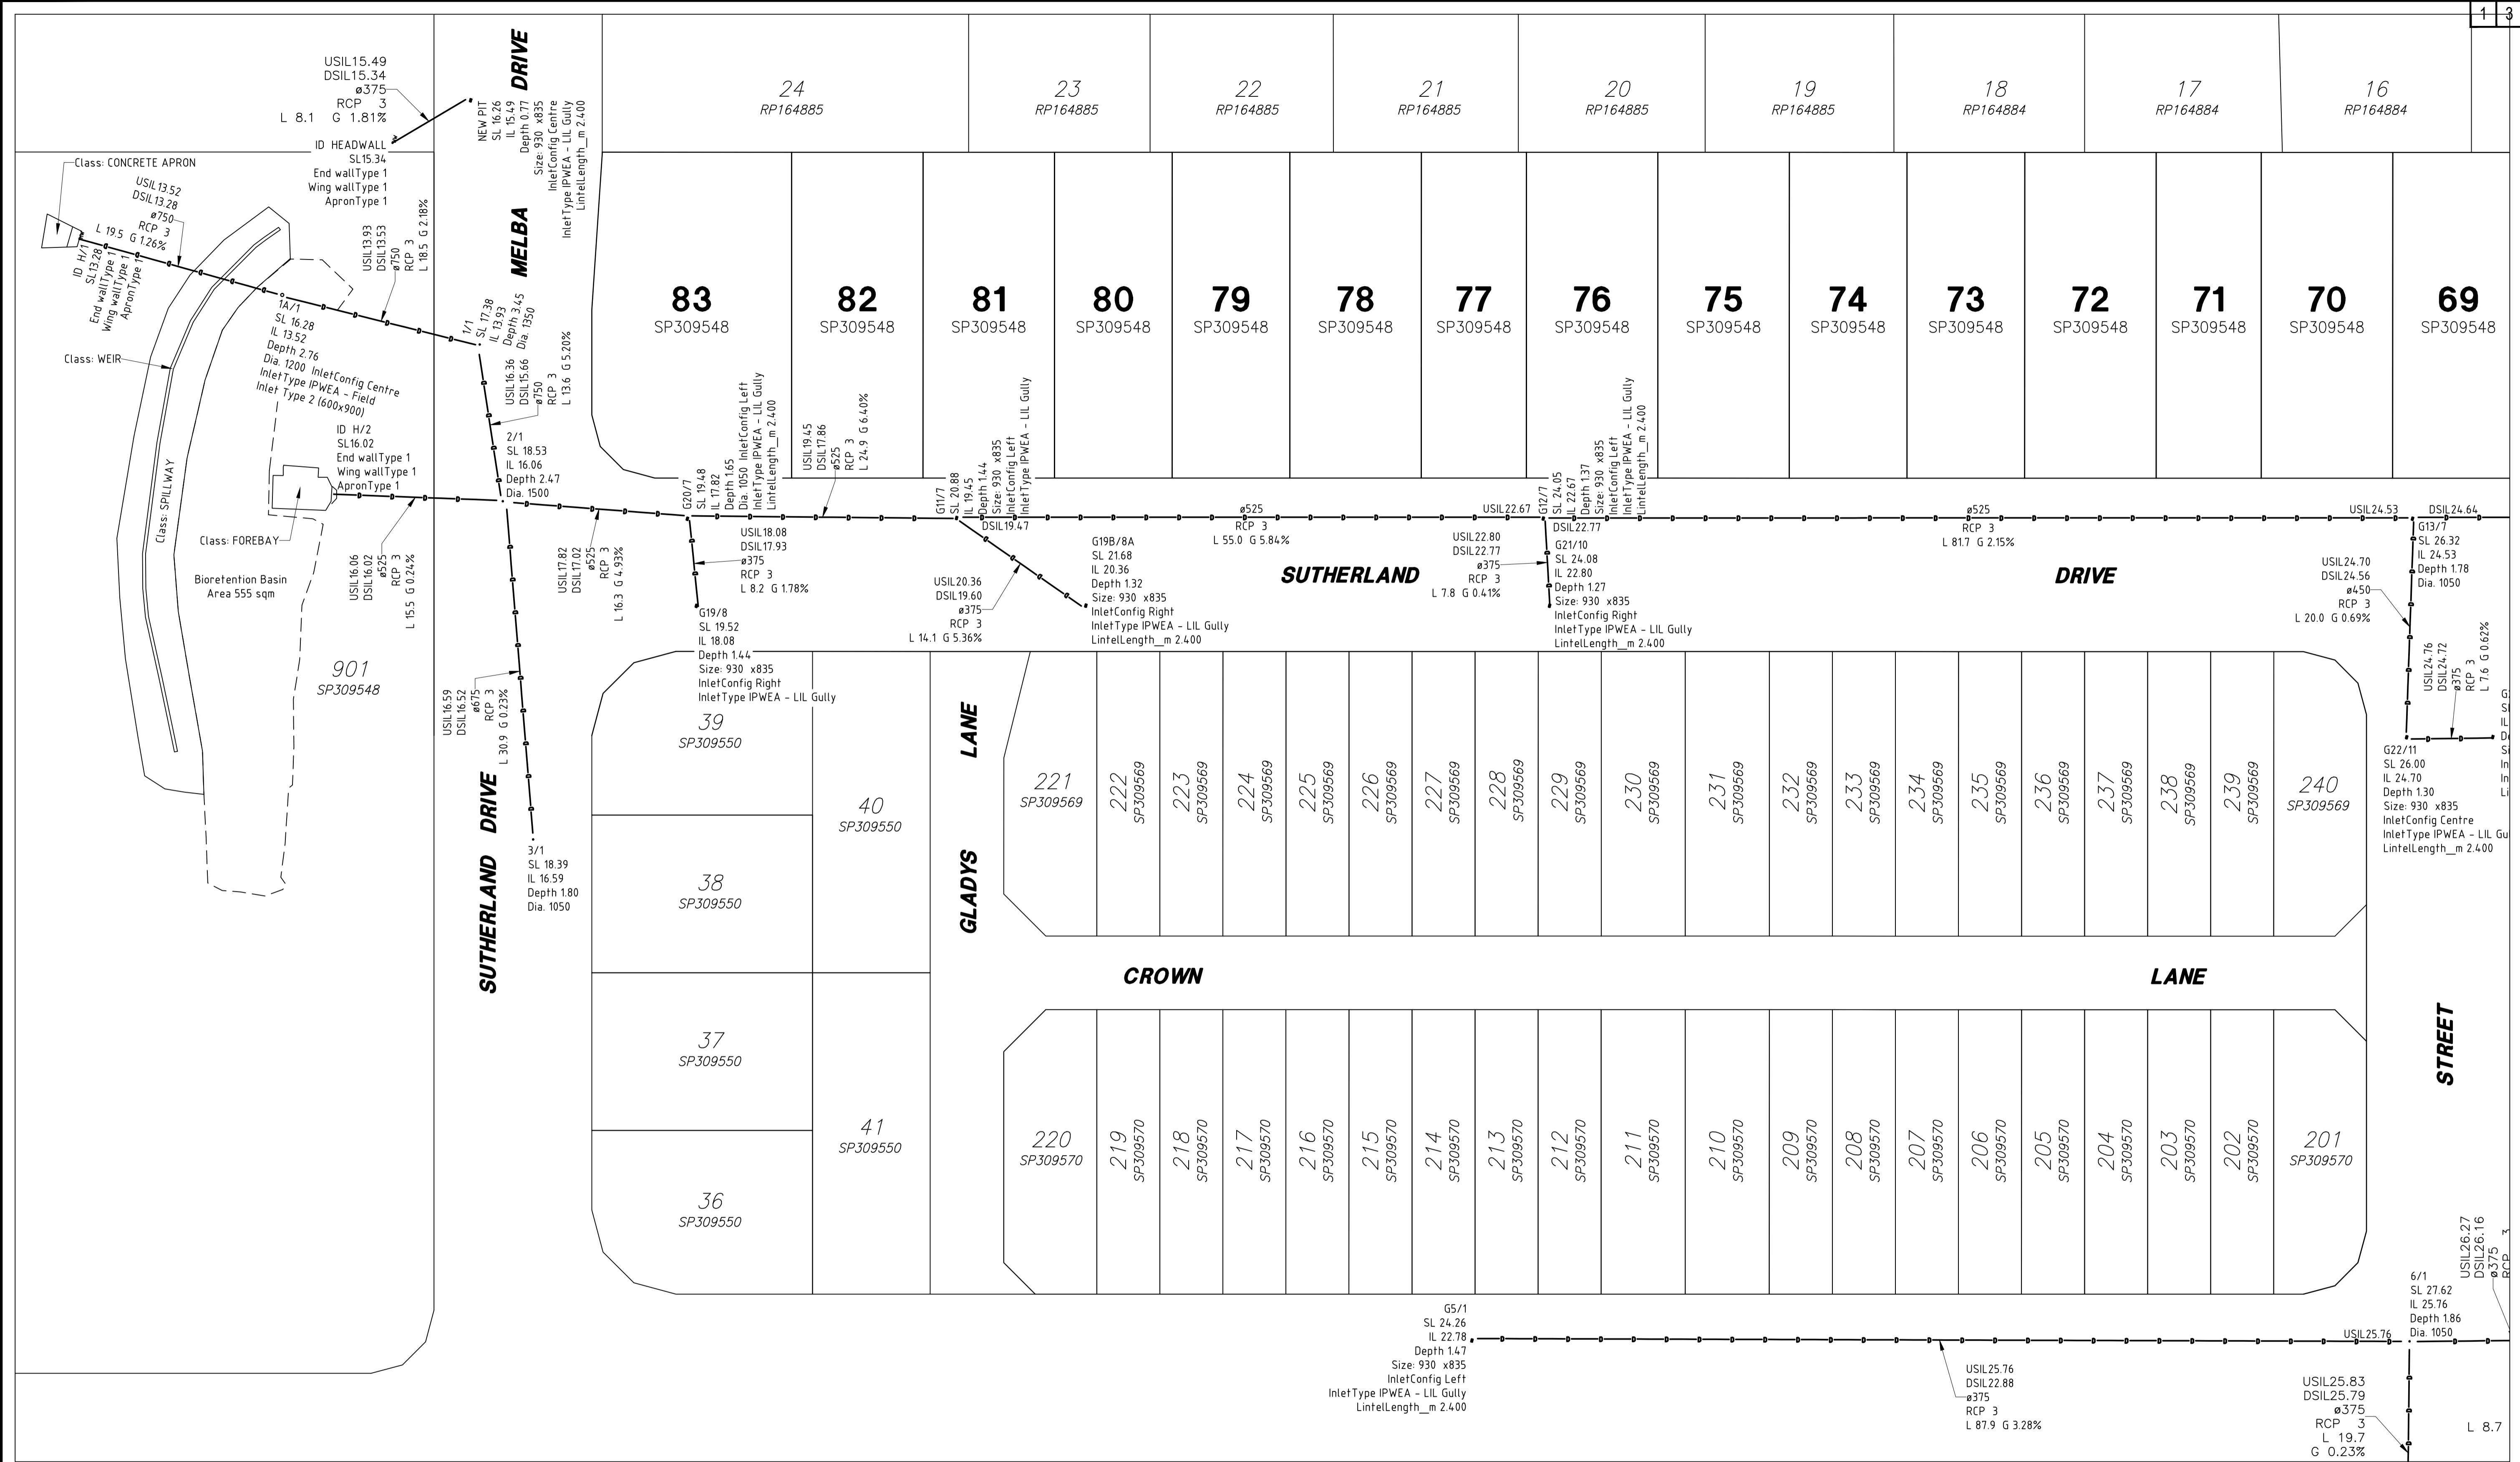 1 3
USIL15.49
DSIL15.34
ø375
RCP 3
L 8.1 G 1.81%
ID HEADWALL
SL15.34
End wallType 1
Wing wallType 1
ApronType 1
NEW PIT
SL 16.26
IL 15.49
Depth 0.77
Size: 930 x835
InletConfig Centre
InletType IPWEA - LIL Gully
LintelLength_m 2.400
MELBA DRIVE
24
RP164885
23
RP164885
22
RP164885
21
RP164885
20
RP164885
19
RP164885
18
RP164884
17
RP164884
16
RP164884
Class: CONCRETE APRON
USIL13.52
DSIL13.28
ø750
RCP 3
L 19.5 G 1.26%
ID H/1
SL13.28
End wallType 1
Wing wallType 1
ApronType 1
USIL13.93
DSIL13.53
ø750
RCP 3
L 18.5 G 2.18%
1A/1
SL 16.28
IL 13.52
Depth 2.76
Dia. 1200 InletConfig Centre
InletType IPWEA - Field
Inlet Type 2 (600x900)
1/1
SL 17.38
IL 13.93
Depth 3.45
Dia. 1350
USIL16.36
DSIL15.66
ø750
RCP 3
L 13.6 G 5.20%
Class: WEIR
Class: SPILLWAY
Class: FOREBAY
ID H/2
SL16.02
End wallType 1
Wing wallType 1
ApronType 1
2/1
SL 18.53
IL 16.06
Depth 2.47
Dia. 1500
Bioretention Basin
Area 555 sqm
USIL16.06
DSIL16.02
ø525
RCP 3
L 15.5 G 0.24%
USIL17.82
DSIL17.02
ø525
RCP 3
L 16.3 G 4.93%
901
SP309548
USIL16.59
DSIL16.52
ø675
RCP 3
L 30.9 G 0.23%
3/1
SL 18.39
IL 16.59
Depth 1.80
Dia. 1050
SUTHERLAND DRIVE
83
SP309548
82
SP309548
81
SP309548
80
SP309548
79
SP309548
78
SP309548
77
SP309548
76
SP309548
75
SP309548
74
SP309548
73
SP309548
72
SP309548
71
SP309548
70
SP309548
69
SP309548
G20/7
SL 19.48
IL 17.82
Depth 1.65
Dia. 1050 InletConfig Left
InletType IPWEA - LIL Gully
LintelLength_m 2.400
USIL19.45
DSIL17.86
ø525
RCP 3
L 24.9 G 6.40%
G11/7
SL 20.88
IL 19.45
Depth 1.44
Size: 930 x835
InletConfig Left
InletType IPWEA - LIL Gully
G12/7
SL 24.05
IL 22.67
Depth 1.37
Size: 930 x835
InletConfig Left
InletType IPWEA - LIL Gully
LintelLength_m 2.400
USIL18.08
DSIL17.93
ø375
RCP 3
L 8.2 G 1.78%
G19/8
SL 19.52
IL 18.08
Depth 1.44
Size: 930 x835
InletConfig Right
InletType IPWEA - LIL Gully
DSIL19.47
ø525
RCP 3
L 55.0 G 5.84%
USIL22.67
USIL20.36
DSIL19.60
ø375
RCP 3
L 14.1 G 5.36%
G19B/8A
SL 21.68
IL 20.36
Depth 1.32
Size: 930 x835
InletConfig Right
InletType IPWEA - LIL Gully
LintelLength_m 2.400
SUTHERLAND DRIVE
USIL22.80
DSIL22.77
ø375
RCP 3
L 7.8 G 0.41%
DSIL22.77
G21/10
SL 24.08
IL 22.80
Depth 1.27
Size: 930 x835
InletConfig Right
InletType IPWEA - LIL Gully
LintelLength_m 2.400
ø525
RCP 3
L 81.7 G 2.15%
USIL24.53
DSIL24.64
G13/7
SL 26.32
IL 24.53
Depth 1.78
Dia. 1050
USIL24.70
DSIL24.56
ø450
RCP 3
L 20.0 G 0.69%
USIL24.76
DSIL24.72
ø375
RCP 3
L 7.6 G 0.62%
G22/11
SL 26.00
IL 24.70
Depth 1.30
Size: 930 x835
InletConfig Centre
InletType IPWEA - LIL Gu
LintelLength_m 2.400
39
SP309550
40
SP309550
38
SP309550
37
SP309550
41
SP309550
36
SP309550
GLADYS LANE
221
SP309569
222
SP309569
223
SP309569
224
SP309569
225
SP309569
226
SP309569
227
SP309569
228
SP309569
229
SP309569
230
SP309569
231
SP309569
232
SP309569
233
SP309569
234
SP309569
235
SP309569
236
SP309569
237
SP309569
238
SP309569
239
SP309569
240
SP309569
CROWN LANE
STREET
220
SP309570
219
SP309570
218
SP309570
217
SP309570
216
SP309570
215
SP309570
214
SP309570
213
SP309570
212
SP309570
211
SP309570
210
SP309570
209
SP309570
208
SP309570
207
SP309570
206
SP309570
205
SP309570
204
SP309570
203
SP309570
202
SP309570
201
SP309570
G5/1
SL 24.26
IL 22.78
Depth 1.47
Size: 930 x835
InletConfig Left
InletType IPWEA - LIL Gully
LintelLength_m 2.400
USIL25.76
DSIL22.88
ø375
RCP 3
L 87.9 G 3.28%
USIL25.76
6/1
SL 27.62
IL 25.76
Depth 1.86
Dia. 1050
USIL26.27
DSIL26.16
ø375
RCP 3
USIL25.83
DSIL25.79
ø375
RCP 3
L 19.7
G 0.23%
L 8.7